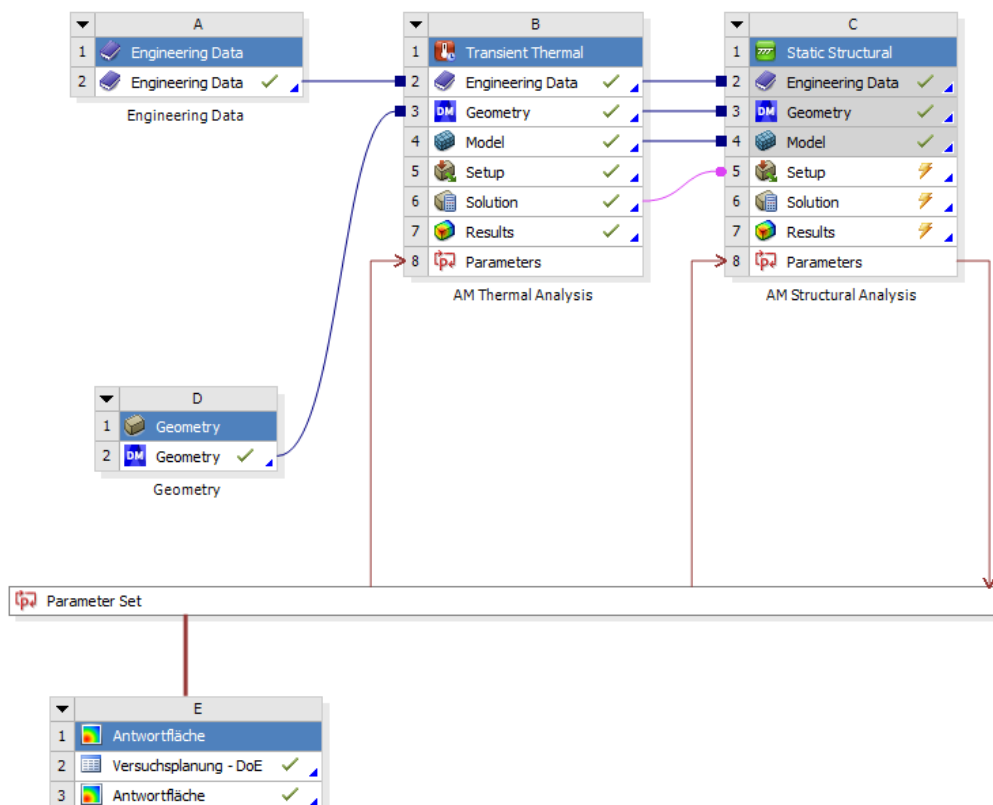 A
1 Engineering Data
2 Engineering Data
Engineering Data
B
1 Transient Thermal
2 Engineering Data
3 DM Geometry
4 Model
5 Setup
6 Solution
7 Results
8 Parameters
AM Thermal Analysis
C
1 Static Structural
2 Engineering Data
3 DM Geometry
4 Model
5 Setup
6 Solution
7 Results
8 Parameters
AM Structural Analysis
D
1 Geometry
2 DM Geometry
Geometry
Parameter Set
E
1 Antwortfläche
2 Versuchsplanung - DoE
3 Antwortfläche